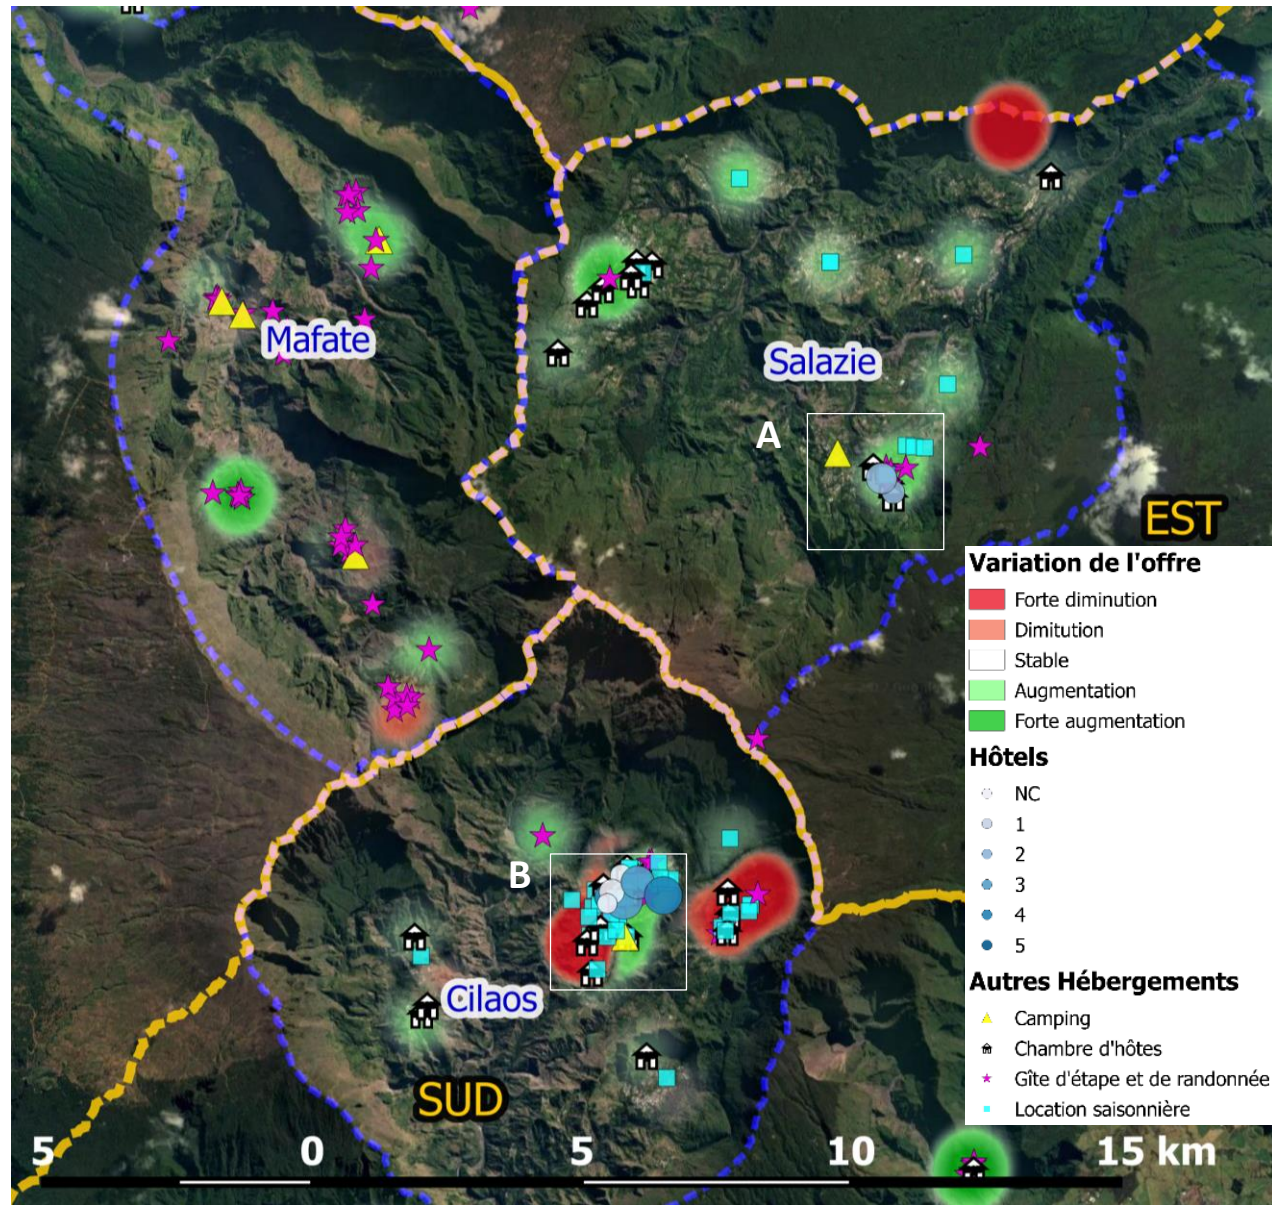 Mafate
Salazie
A
EST
Variation de l'offre
Forte diminution
Dimitution
Stable
Augmentation
Forte augmentation
Hôtels
NC
1
2
3
4
5
Autres Hébergements
Camping
Chambre d'hôtes
Gîte d'étape et de randonnée
Location saisonnière
B
Cilaos
SUD
5 0 5 10 15 km